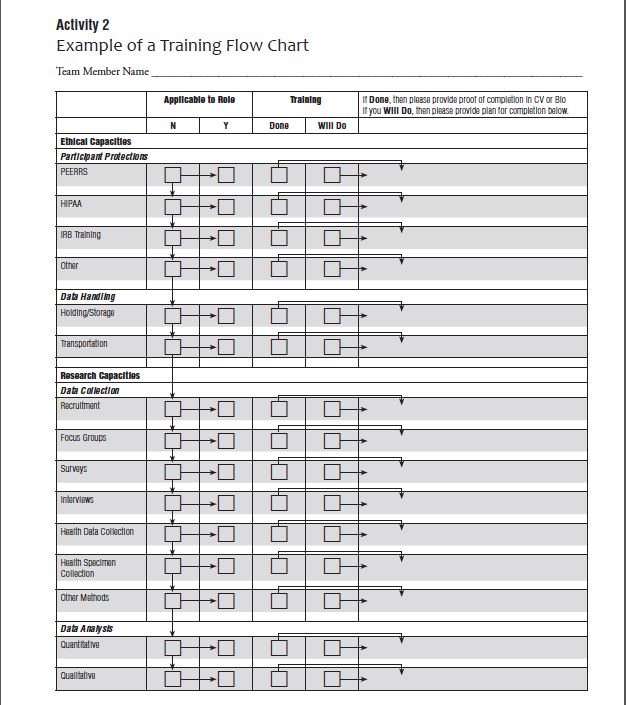 Activity 2
Example of a Training Flow Chart
Team Member Name
Applicable to Role Training If Done, then please provide proof of completion in CV or Bio
If you Will Do, then please provide plan for completion below.
N Y Done Will Do
Ethical Capacities
Participant Protections
PEERRS
HIPAA
IRB Training
Other
Data Handling
Holding/Storage
Transportation
Research Capacities
Data Collection
Recruitment
Focus Groups
Surveys
Interviews
Health Data Collection
Health Specimen
Collection
Other Methods
Data Analysis
Quantitative
Qualitative